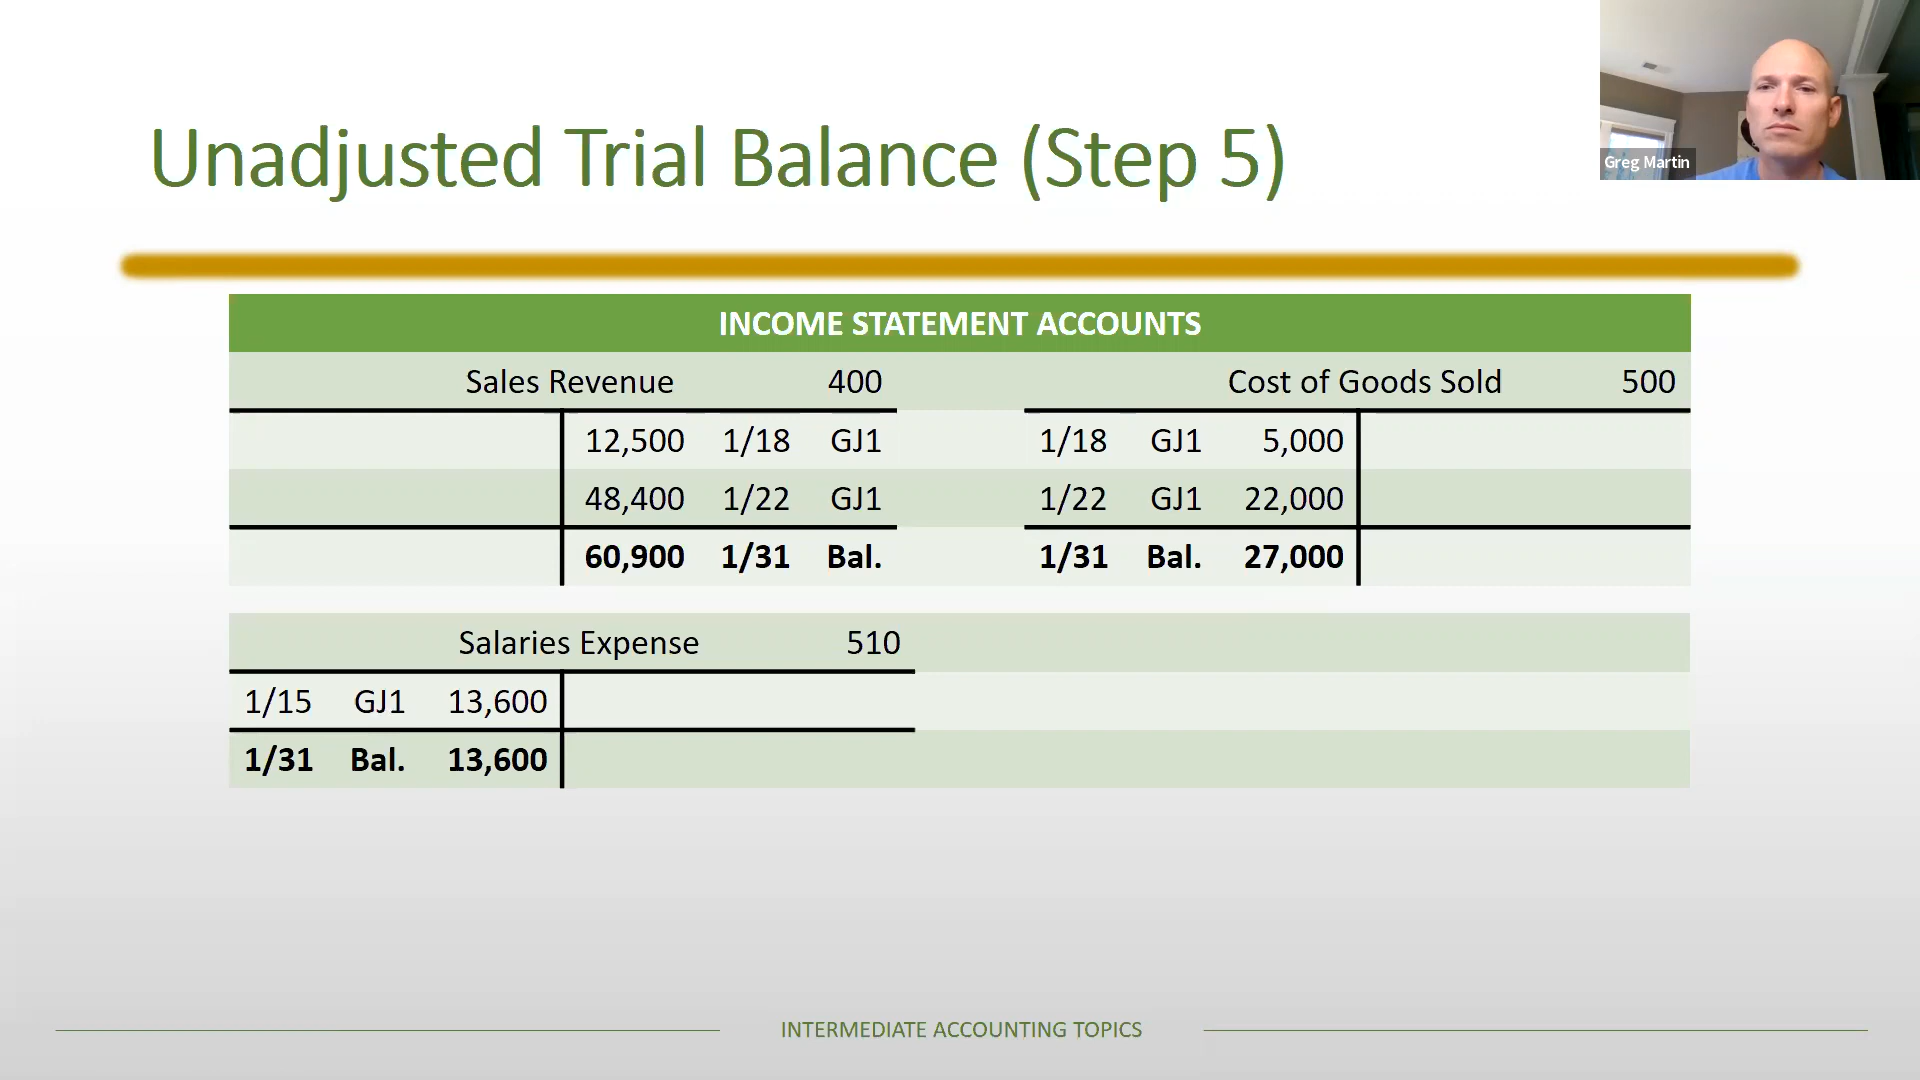 Greg Martin
Unadjusted Trial Balance (Step 5)
INCOME STATEMENT ACCOUNTS
Sales Revenue 400
12,500 1/18 GJ1
48,400 1/22 GJ1
60,900 1/31 Bal.
Cost of Goods Sold 500
1/18 GJ1 5,000
1/22 GJ1 22,000
1/31 Bal. 27,000
Salaries Expense 510
1/15 GJ1 13,600
1/31 Bal. 13,600
INTERMEDIATE ACCOUNTING TOPICS